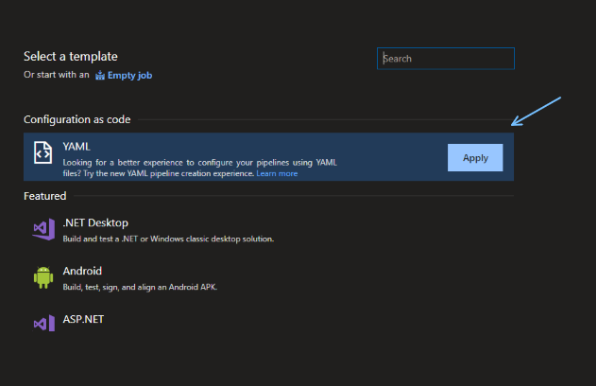 Select a template
Search
Or start with an Empty job
Configuration as code
YAML
Looking for a better experience to configure your pipelines using YAML
files? Try the new YAML pipeline creation experience. Learn more
Apply
Featured
.NET Desktop
Build and test a .NET or Windows classic desktop solution.
Android
Build, test, sign, and align an Android APK.
ASP.NET